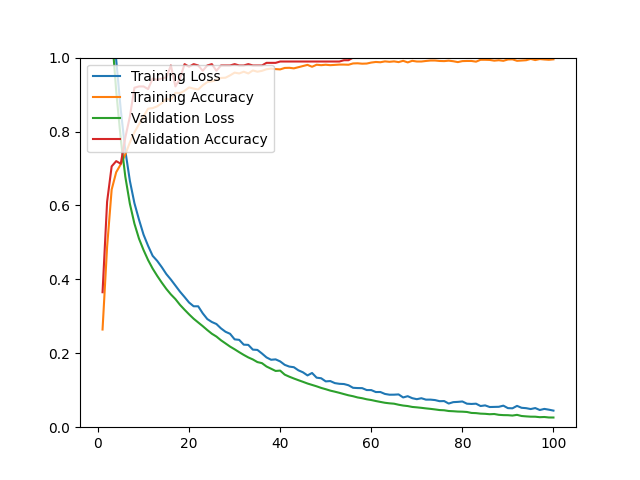 1.0
0.8
0.6
0.4
0.2
0.0
Training Loss
Training Accuracy
Validation Loss
Validation Accuracy
0 20 40 60 80 100